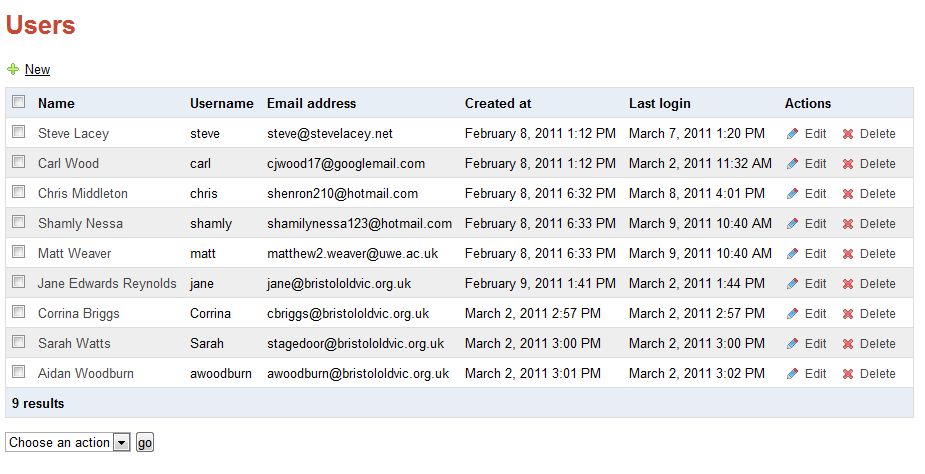 Users
New
Name Username Email address Created at Last login Actions
Steve Lacey steve steve@stevelacey.net February 8, 2011 1:12 PM March 7, 2011 1:20 PM Edit Delete
Carl Wood carl cjwood17@googlemail.com February 8, 2011 1:12 PM March 2, 2011 11:32 AM Edit Delete
Chris Middleton chris shenron210@hotmail.com February 8, 2011 6:32 PM March 8, 2011 4:01 PM Edit Delete
Shamly Nessa shamly shamilynessa123@hotmail.com February 8, 2011 6:33 PM March 9, 2011 10:40 AM Edit Delete
Matt Weaver matt matthew2.weaver@uwe.ac.uk February 8, 2011 6:33 PM March 9, 2011 10:40 AM Edit Delete
Jane Edwards Reynolds jane jane@bristololdvic.org.uk February 9, 2011 1:41 PM March 2, 2011 1:44 PM Edit Delete
Corrina Briggs Corrina cbriggs@bristololdvic.org.uk March 2, 2011 2:57 PM March 2, 2011 2:57 PM Edit Delete
Sarah Watts Sarah stagedoor@bristololdvic.org.uk March 2, 2011 3:00 PM March 2, 2011 3:00 PM Edit Delete
Aidan Woodburn awoodburn awoodburn@bristololdvic.org.uk March 2, 2011 3:01 PM March 2, 2011 3:02 PM Edit Delete
9 results
Choose an action go